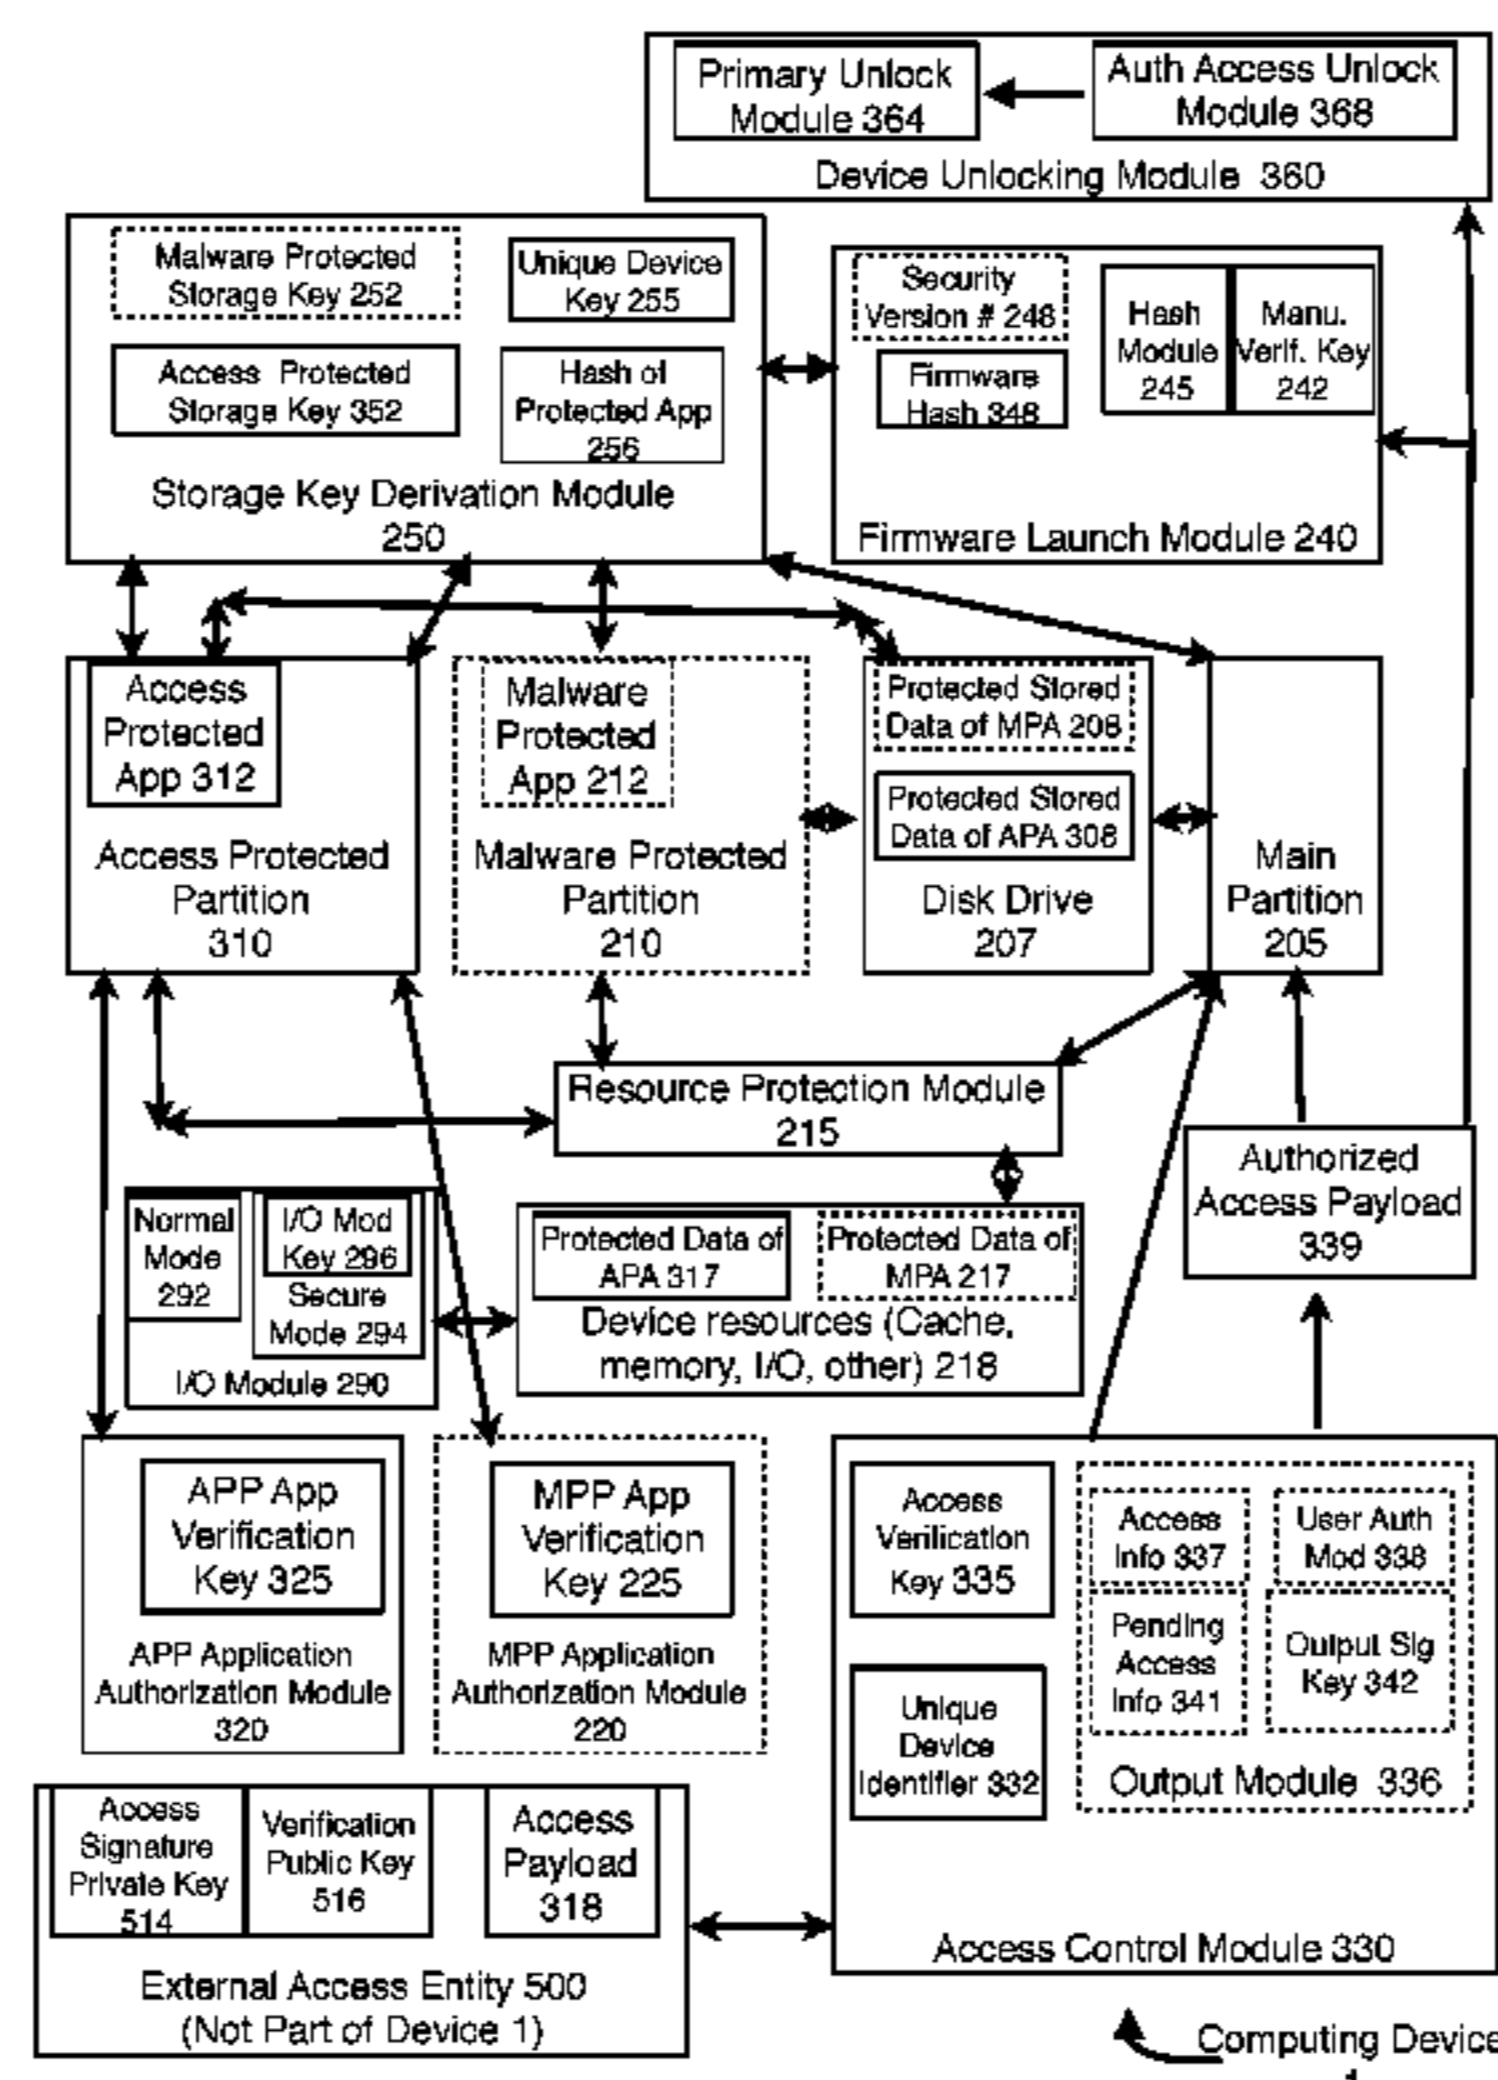 Primary Unlock
Module 364
Auth Access Unlock
Module 368
Device Unlocking Module 360
Malware Protected
Storage Key 252
Unique Device
Key 255
Access Protected
Storage Key 352
Hash of
Protected App
256
Storage Key Derivation Module
250
Security
Version # 248
Firmware
Hash 348
Hash
Module
245
Manu.
Verif. Key
242
Firmware Launch Module 240
Access
Protected
App 312
Access Protected
Partition
310
Malware
Protected
App 212
Malware Protected
Partition
210
Protected Stored
Data of MPA 208
Protected Stored
Data of APA 308
Disk Drive
207
Main
Partition
205
Resource Protection Module
215
Authorized
Access Payload
339
Normal
Mode
292
I/O Mod
Key 296
Secure
Mode 294
I/O Module 290
Protected Data of
APA 317
Protected Data of
MPA 217
Device resources (Cache,
memory, I/O, other) 218
APP App
Verification
Key 325
APP Application
Authorization Module
320
MPP App
Verification
Key 225
MPP Application
Authorization Module
220
Access
Verification
Key 335
Unique
Device
Identifier 332
Access
Info 337
User Auth
Mod 338
Pending
Access
Info 341
Output Sig
Key 342
Output Module 336
Access Control Module 330
Access
Signature
Private Key
514
Verification
Public Key
516
Access
Payload
318
External Access Entity 500
(Not Part of Device 1)
Computing Device
1